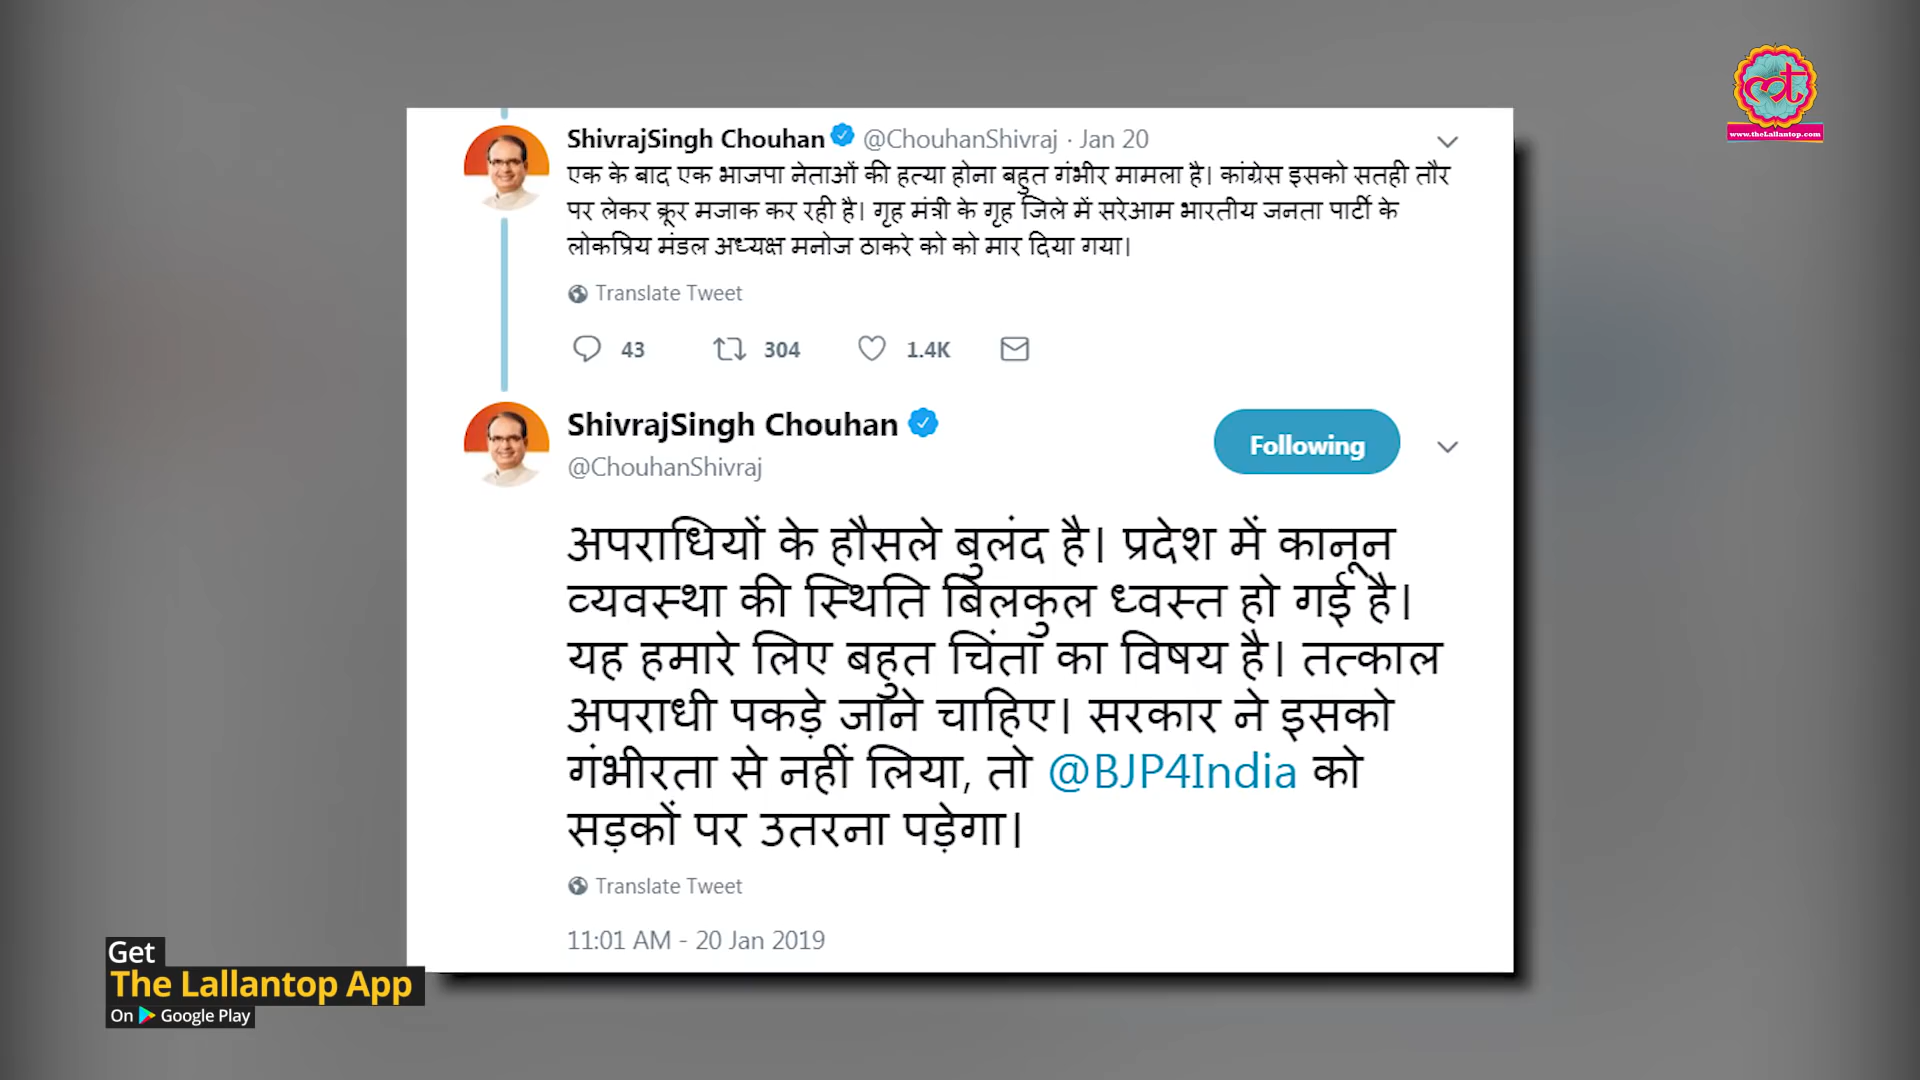 www.theLallantop.com
ShivrajSingh Chouhan @ChouhanShivraj · Jan 20
एक के बाद एक भाजपा नेताओं की हत्या होना बहुत गंभीर मामला है। कांग्रेस इसको सतही तौर
पर लेकर क्रूर मजाक कर रही है। गृह मंत्री के गृह जिले में सरेआम भारतीय जनता पार्टी के
लोकप्रिय मंडल अध्यक्ष मनोज ठाकरे को को मार दिया गया।
Translate Tweet
43 304 1.4K
ShivrajSingh Chouhan
@ChouhanShivraj
Following
अपराधियों के हौसले बुलंद है। प्रदेश में कानून
व्यवस्था की स्थिति बिलकुल ध्वस्त हो गई है।
यह हमारे लिए बहुत चिंता का विषय है। तत्काल
अपराधी पकड़े जाने चाहिए। सरकार ने इसको
गंभीरता से नहीं लिया, तो @BJP4India को
सड़कों पर उतरना पड़ेगा।
Translate Tweet
11:01 AM - 20 Jan 2019
Get
The Lallantop App
On Google Play